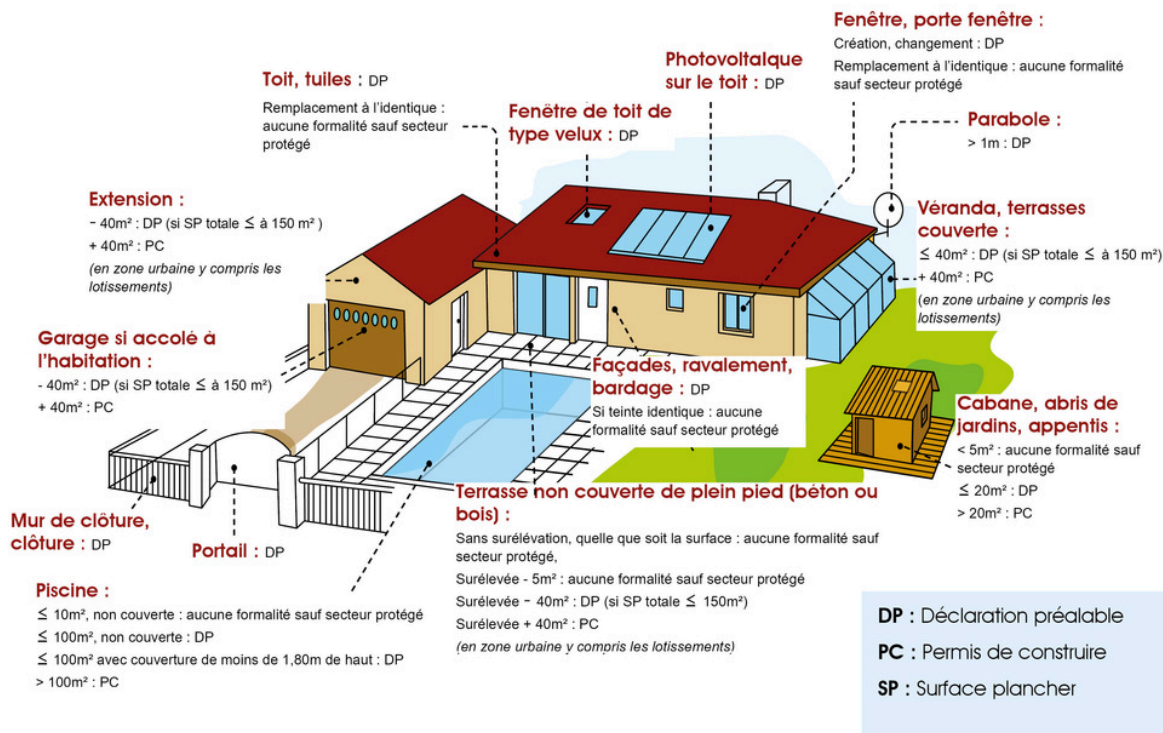 Fenêtre, porte fenêtre :
Création, changement : DP
Remplacement à l'identique : aucune formalité
sauf secteur protégé
Photovoltaïque
sur le toit : DP
Toit, tuiles : DP
Remplacement à l'identique :
aucune formalité sauf secteur
protégé
Fenêtre de toit de
type velux : DP
Parabole :
> 1m : DP
Extension :
- 40m² : DP (si SP totale ≤ à 150 m² )
+ 40m² : PC
(en zone urbaine y compris les
lotissements)
Véranda, terrasses
couverte :
≤ 40m² : DP (si SP totale ≤ à 150 m²)
+ 40m² : PC
(en zone urbaine y compris les
lotissements)
Garage si accolé à
l'habitation :
- 40m² : DP (si SP totale ≤ à 150 m²)
+ 40m² : PC
Façades, ravalement,
bardage : DP
Si teinte identique : aucune
formalité sauf secteur protégé
Cabane, abris de
jardins, appentis :
< 5m² : aucune formalité sauf
secteur protégé
≤ 20m² : DP
> 20m² : PC
Mur de clôture,
clôture : DP
Portail : DP
Terrasse non couverte de plein pied (béton ou
bois) :
Sans surélévation, quelle que soit la surface : aucune formalité sauf
secteur protégé,
Surélevée - 5m² : aucune formalité sauf secteur protégé
Surélevée - 40m² : DP (si SP totale ≤ 150m²)
Surélevée + 40m² : PC
(en zone urbaine y compris les lotissements)
Piscine :
≤ 10m², non couverte : aucune formalité sauf secteur protégé
≤ 100m², non couverte : DP
≤ 100m² avec couverture de moins de 1,80m de haut : DP
> 100m² : PC
DP : Déclaration préalable
PC : Permis de construire
SP : Surface plancher